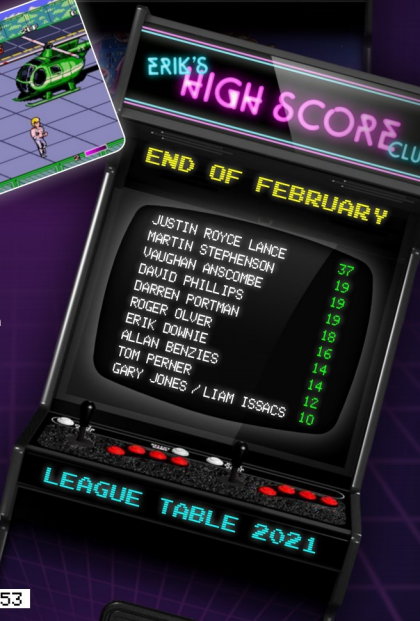 ERIK'S
HIGH SCORE
CLU
END OF FEBRUARY
JUSTIN ROYCE LANCE 37
MARTIN STEPHENSON 19
VAUGHAN ANSCOMBE 19
DAVID PHILLIPS 19
DARREN PORTMAN 18
ROGER OLVER 16
ERIK DOWNIE 14
ALLAN BENZIES 14
TOM PERNER 12
GARY JONES / LIAM ISSACS 10
LEAGUE TABLE 2021
53